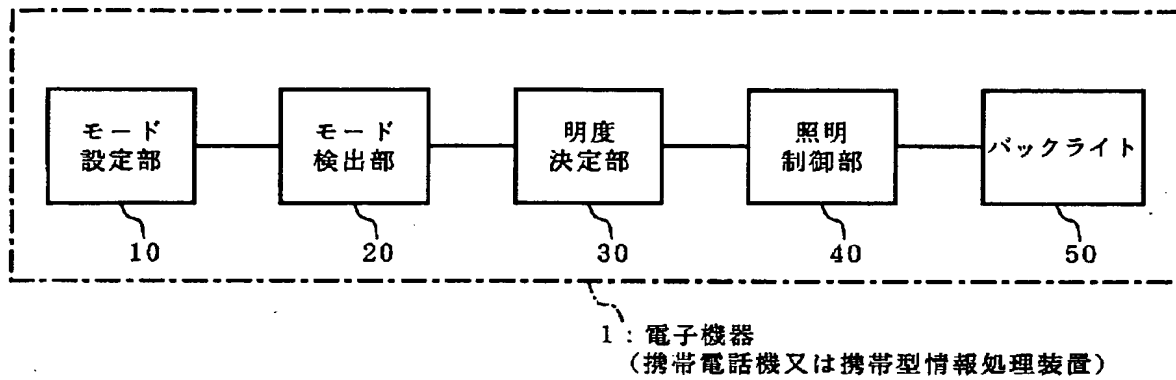 モード
設定部
モード
検出部
明度
決定部
照明
制御部
バックライト
10
20
30
40
50
1:電子機器
(携帯電話機又は携帯型情報処理装置)